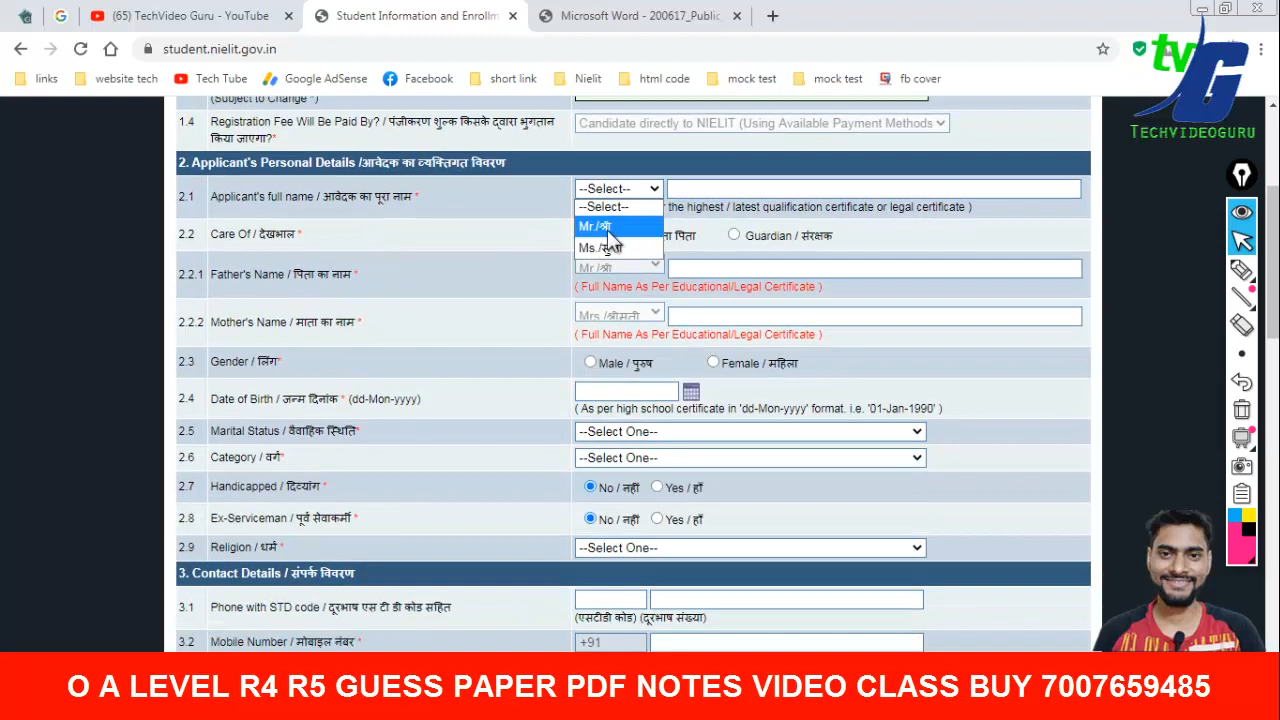 (65) TechVideo Guru - YouTube
Student Information and Enrollm
Microsoft Word - 200617_Public
student.nielit.gov.in
links
website tech
Tech Tube
Google AdSense
Facebook
short link
Nielit
html code
mock test
mock test
fb cover
TECHVIDEOGURU
(Subject to Change *)
1.4 Registration Fee Will Be Paid By? / पंजीकरण शुल्क किसके द्वारा भुगतान
किया जाएगा?*
Candidate directly to NIELIT (Using Available Payment Methods
2. Applicant's Personal Details /आवेदक का व्यक्तिगत विवरण
2.1 Applicant's full name / आवेदक का पूरा नाम *
--Select--
--Select--
Mr./श्री
Ms./सुश्री
the highest / latest qualification certificate or legal certificate )
2.2 Care Of / देखभाल *
पिता
Guardian / संरक्षक
2.2.1 Father's Name / पिता का नाम *
Mr./श्री
( Full Name As Per Educational/Legal Certificate )
2.2.2 Mother's Name / माता का नाम *
Mrs./श्रीमती
( Full Name As Per Educational/Legal Certificate )
2.3 Gender / लिंग*
Male / पुरुष
Female / महिला
2.4 Date of Birth / जन्म दिनांक * (dd-Mon-yyyy)
( As per high school certificate in 'dd-Mon-yyyy' format. i.e. '01-Jan-1990' )
2.5 Marital Status / वैवाहिक स्थिति*
--Select One--
2.6 Category / वर्ग*
--Select One--
2.7 Handicapped / दिव्यांग *
No / नहीं
Yes / हाँ
2.8 Ex-Serviceman / पूर्व सेवाकर्मी *
No / नहीं
Yes / हाँ
2.9 Religion / धर्म *
--Select One--
3. Contact Details / संपर्क विवरण
3.1 Phone with STD code / दूरभाष एस टी डी कोड सहित
(एसटीडी कोड) (दूरभाष संख्या)
3.2 Mobile Number / मोबाइल नंबर *
+91
O A LEVEL R4 R5 GUESS PAPER PDF NOTES VIDEO CLASS BUY 7007659485